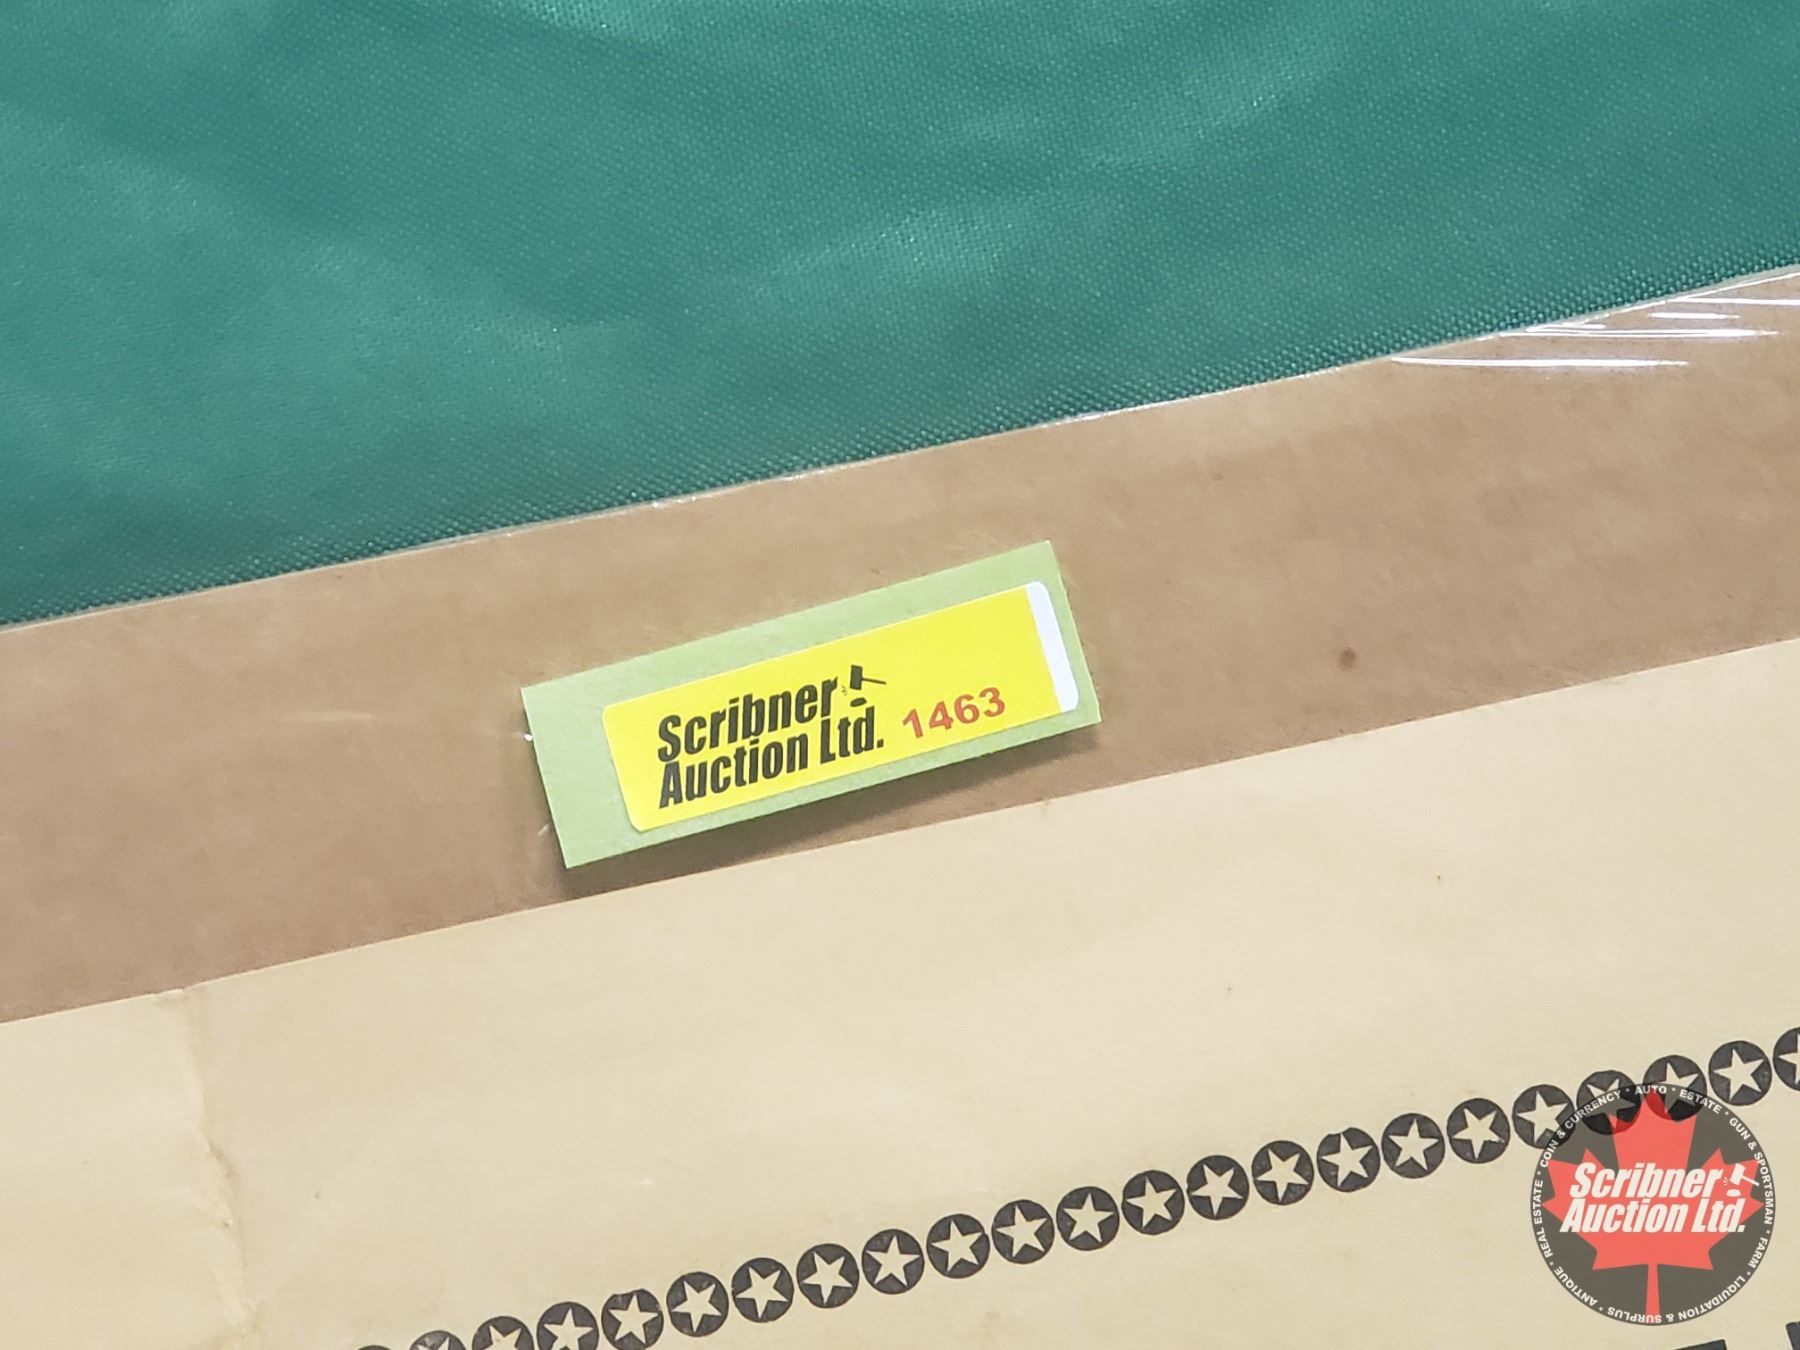 Scribner
Auction Ltd. 1463
COIN & CURRENCY * AUTO * ESTATE * GUN & SPORTSMAN * FARM * LIQUIDATION & SURPLUS * ANTIQUE * REAL ESTATE *
Scribner
Auction Ltd.